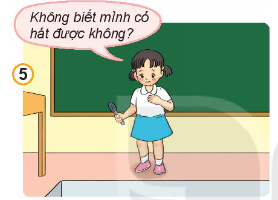 Không biết mình có
hát được không?
5